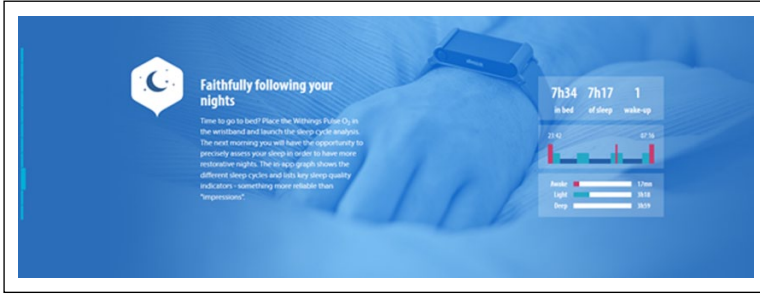 Faithfully following your
nights
Time to go to bed? Place the Withings Pulse O₂ in
the wristband and launch the sleep cycle analysis.
The next morning you will have the opportunity to
precisely assess your sleep in order to have more
restorative nights. The in-app graph shows the
different sleep cycles and lists key sleep quality
indicators - something more reliable than
"impressions".
7h34 7h17 1
in bed of sleep wake-up
23:42 07:16
Awake 17mn
Light 3h18
Deep 3h59